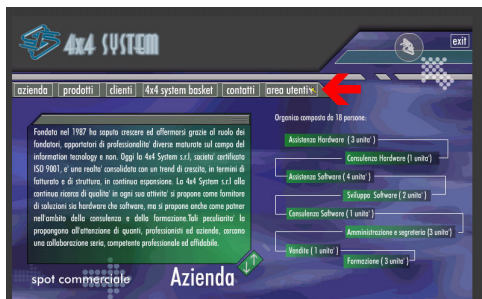 4x4 SYSTEM
exit
azienda prodotti clienti 4x4 system basket contatti area utenti
Fondata nel 1987 ha saputo crescere ed affermarsi grazie al ruolo dei
fondatori, apportatori di professionalita' diverse maturate sul campo del
information tecnology e non. Oggi la 4x4 System s.r.l, societa' certificata
ISO 9001, e' una realta' consolidata con un trend di crescita, in termini di
fatturato e di strutture, in continua espansione. La 4x4 System s.r.l alla
continua ricerca di qualita' in ogni sua attivita' si propone come fornitore
di soluzioni sia hardware che software, ma si propone anche come patner
nell'ambito della consulenza e della formazione.Tali peculiarita' la
propongono all'attenzione di quanti, professionisti ed aziende, cercano
una collaborazione seria, competente professionale ed affidabile.
Organico composto da 18 persone:
Assistenza Hardware ( 3 unita' )
Consulenza Hardware (1 unita')
Assistenza Software ( 4 unita' )
Sviluppo Software ( 2 unita' )
Consulenza Software ( 1 unita' )
Amministrazione e segreteria (3 unita')
Vendite ( 1 unita' )
Formazione ( 3 unita' )
spot commerciale
Azienda